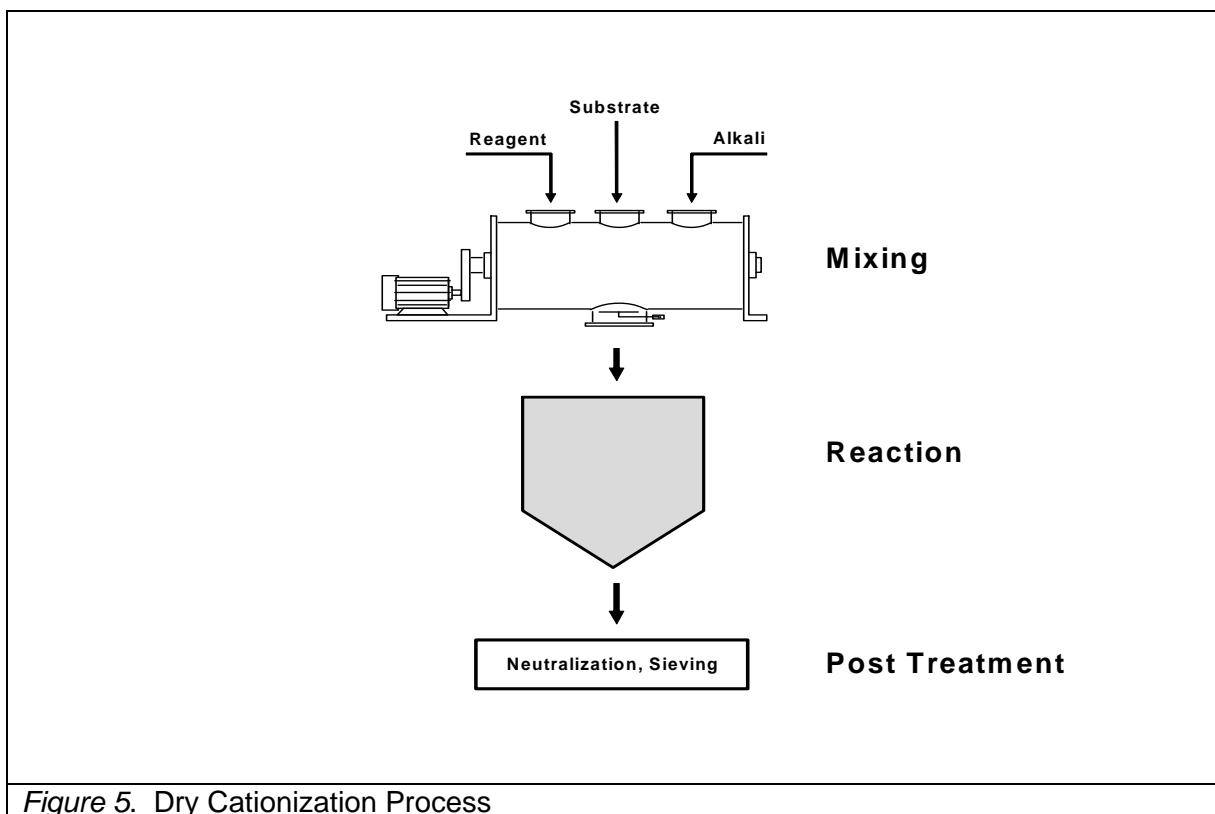 Substrate
Reagent
Alkali
Mixing
Reaction
Neutralization, Sieving
Post Treatment
Figure 5. Dry Cationization Process